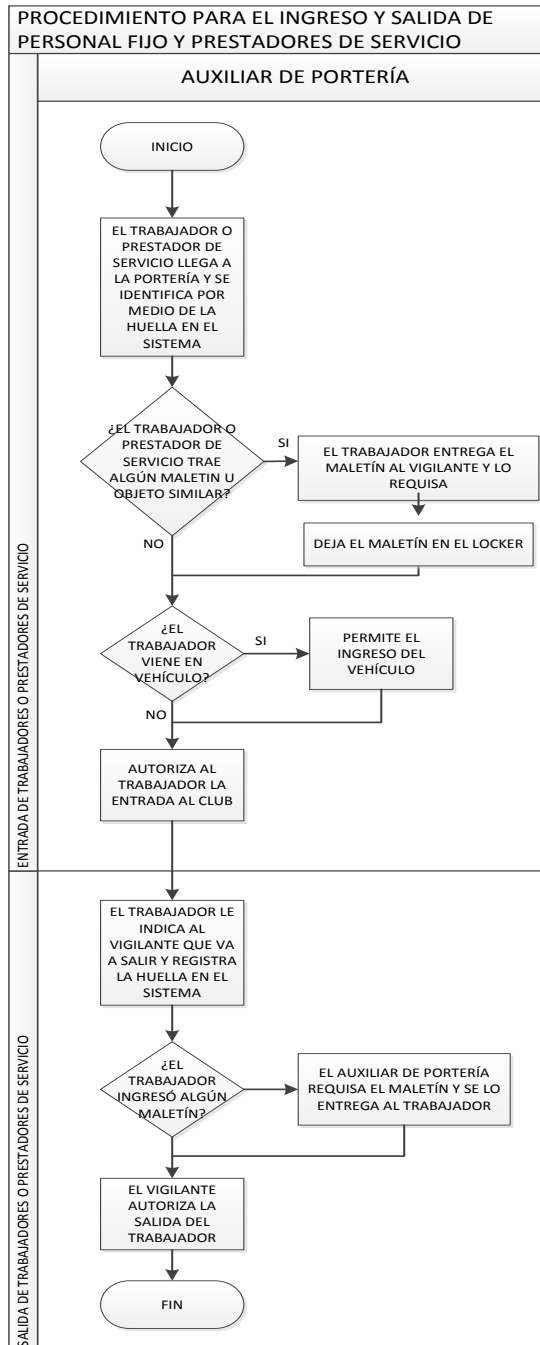 PROCEDIMIENTO PARA EL INGRESO Y SALIDA DE
PERSONAL FIJO Y PRESTADORES DE SERVICIO
AUXILIAR DE PORTERÍA
ENTRADA DE TRABAJADORES O PRESTADORES DE SERVICIO
INICIO
EL TRABAJADOR O
PRESTADOR DE
SERVICIO LLEGA A
LA PORTERÍA Y SE
IDENTIFICA POR
MEDIO DE LA
HUELLA EN EL
SISTEMA
¿EL TRABAJADOR O
PRESTADOR DE
SERVICIO TRAE
ALGÚN MALETIN U
OBJETO SIMILAR?
SI
EL TRABAJADOR ENTREGA EL
MALETÍN AL VIGILANTE Y LO
REQUISA
DEJA EL MALETÍN EN EL LOCKER
NO
¿EL
TRABAJADOR
VIENE EN
VEHÍCULO?
SI
PERMITE EL
INGRESO DEL
VEHÍCULO
NO
AUTORIZA AL
TRABAJADOR LA
ENTRADA AL CLUB
SALIDA DE TRABAJADORES O PRESTADORES DE SERVICIO
EL TRABAJADOR LE
INDICA AL
VIGILANTE QUE VA
A SALIR Y REGISTRA
LA HUELLA EN EL
SISTEMA
¿EL
TRABAJADOR
INGRESÓ ALGÚN
MALETÍN?
EL AUXILIAR DE PORTERÍA
REQUISA EL MALETÍN Y SE LO
ENTREGA AL TRABAJADOR
EL VIGILANTE
AUTORIZA LA
SALIDA DEL
TRABAJADOR
FIN